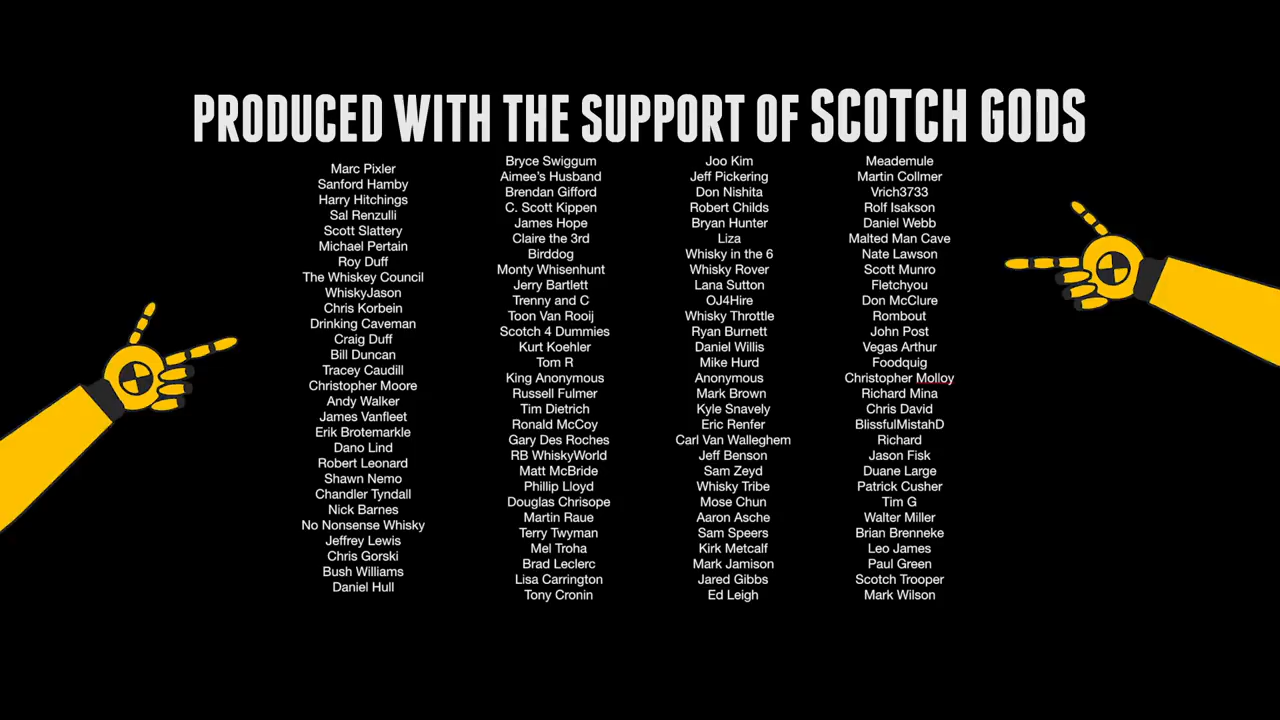 PRODUCED WITH THE SUPPORT OF SCOTCH GODS
Marc Pixler
Sanford Hamby
Harry Hitchings
Sal Renzulli
Scott Slattery
Michael Pertain
Roy Duff
The Whiskey Council
WhiskyJason
Chris Korbein
Drinking Caveman
Craig Duff
Bill Duncan
Tracey Caudill
Christopher Moore
Andy Walker
James Vanfleet
Erik Brotemarkle
Dano Lind
Robert Leonard
Shawn Nemo
Chandler Tyndall
Nick Barnes
No Nonsense Whisky
Jeffrey Lewis
Chris Gorski
Bush Williams
Daniel Hull
Bryce Swiggum
Aimee's Husband
Brendan Gifford
C. Scott Kippen
James Hope
Claire the 3rd
Birddog
Monty Whisenhunt
Jerry Bartlett
Trenny and C
Toon Van Rooij
Scotch 4 Dummies
Kurt Koehler
Tom R
King Anonymous
Russell Fulmer
Tim Dietrich
Ronald McCoy
Gary Des Roches
RB WhiskyWorld
Matt McBride
Phillip Lloyd
Douglas Chrisope
Martin Raue
Terry Twyman
Mel Troha
Brad Leclerc
Lisa Carrington
Tony Cronin
Joo Kim
Jeff Pickering
Don Nishita
Robert Childs
Bryan Hunter
Liza
Whisky in the 6
Whisky Rover
Lana Sutton
OJ4Hire
Whisky Throttle
Ryan Burnett
Daniel Willis
Mike Hurd
Anonymous
Mark Brown
Kyle Snavely
Eric Renfer
Carl Van Walleghem
Jeff Benson
Sam Zeyd
Whisky Tribe
Mose Chun
Aaron Asche
Sam Speers
Kirk Metcalf
Mark Jamison
Jared Gibbs
Ed Leigh
Meademule
Martin Collmer
Vrich3733
Rolf Isakson
Daniel Webb
Malted Man Cave
Nate Lawson
Scott Munro
Fletchyou
Don McClure
Rombout
John Post
Vegas Arthur
Foodquig
Christopher Molloy
Richard Mina
Chris David
BlissfulMistahD
Richard
Jason Fisk
Duane Large
Patrick Cusher
Tim G
Walter Miller
Brian Brenneke
Leo James
Paul Green
Scotch Trooper
Mark Wilson